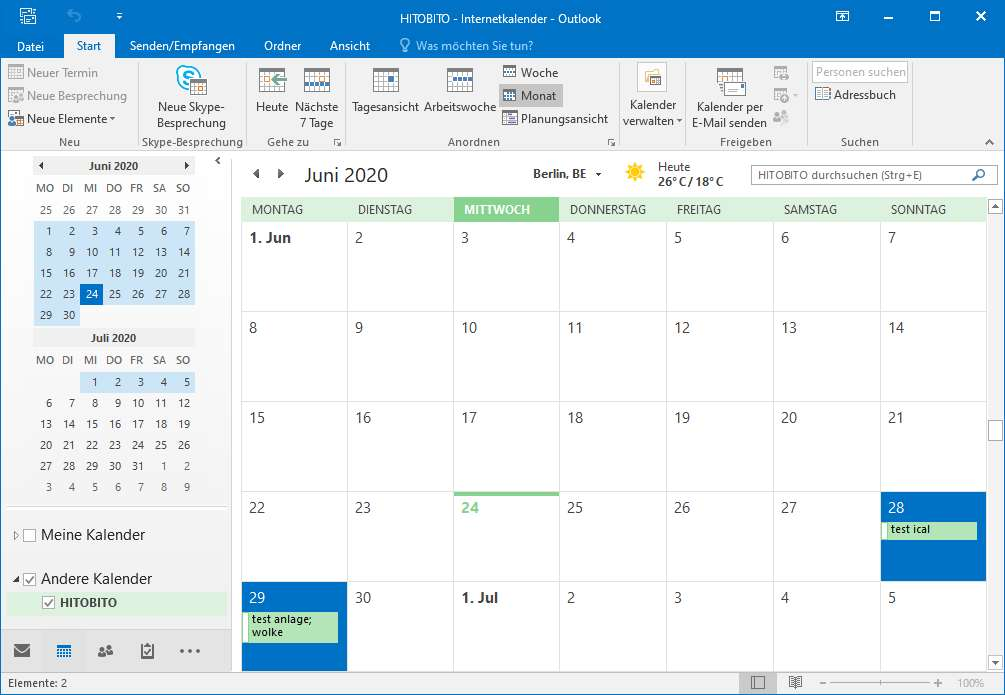 HITOBITO - Internetkalender - Outlook
Datei Start Senden/Empfangen Ordner Ansicht Was möchten Sie tun?
Neuer Termin
Neue Besprechung
Neue Elemente
Neu
Neue Skype-
Besprechung
Skype-Besprechung
Heute
Nächste
7 Tage
Gehe zu
Tagesansicht
Arbeitswoche
Woche
Monat
Planungsansicht
Anordnen
Kalender
verwalten
Kalender per
E-Mail senden
Freigeben
Personen suchen
Adressbuch
Suchen
Juni 2020
MO DI MI DO FR SA SO
25 26 27 28 29 30 31
1 2 3 4 5 6 7
8 9 10 11 12 13 14
15 16 17 18 19 20 21
22 23 24 25 26 27 28
29 30
Juli 2020
MO DI MI DO FR SA SO
1 2 3 4 5
6 7 8 9 10 11 12
13 14 15 16 17 18 19
20 21 22 23 24 25 26
27 28 29 30 31 1 2
3 4 5 6 7 8 9
Meine Kalender
Andere Kalender
HITOBITO
Juni 2020
Berlin, BE
Heute
26°C/18°C
HITOBITO durchsuchen (Strg+E)
MONTAG DIENSTAG MITTWOCH DONNERSTAG FREITAG SAMSTAG SONNTAG
1. Jun 2 3 4 5 6 7
8 9 10 11 12 13 14
15 16 17 18 19 20 21
22 23 24 25 26 27 28
test ical
29 30 1. Jul 2 3 4 5
test anlage;
wolke
Elemente: 2
100%